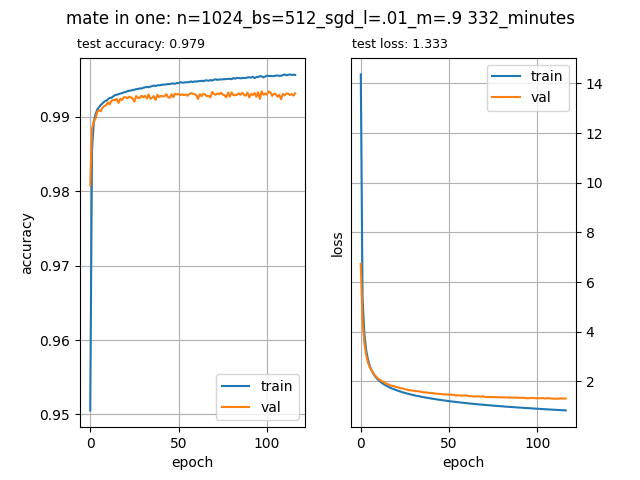 mate in one: n=1024_bs=512_sgd_l=.01_m=.9 332_minutes
test accuracy: 0.979
0.99
0.98
0.97
0.96
0.95
accuracy
0
50
100
epoch
train
val
test loss: 1.333
14
12
10
8
6
4
2
loss
0
50
100
epoch
train
val